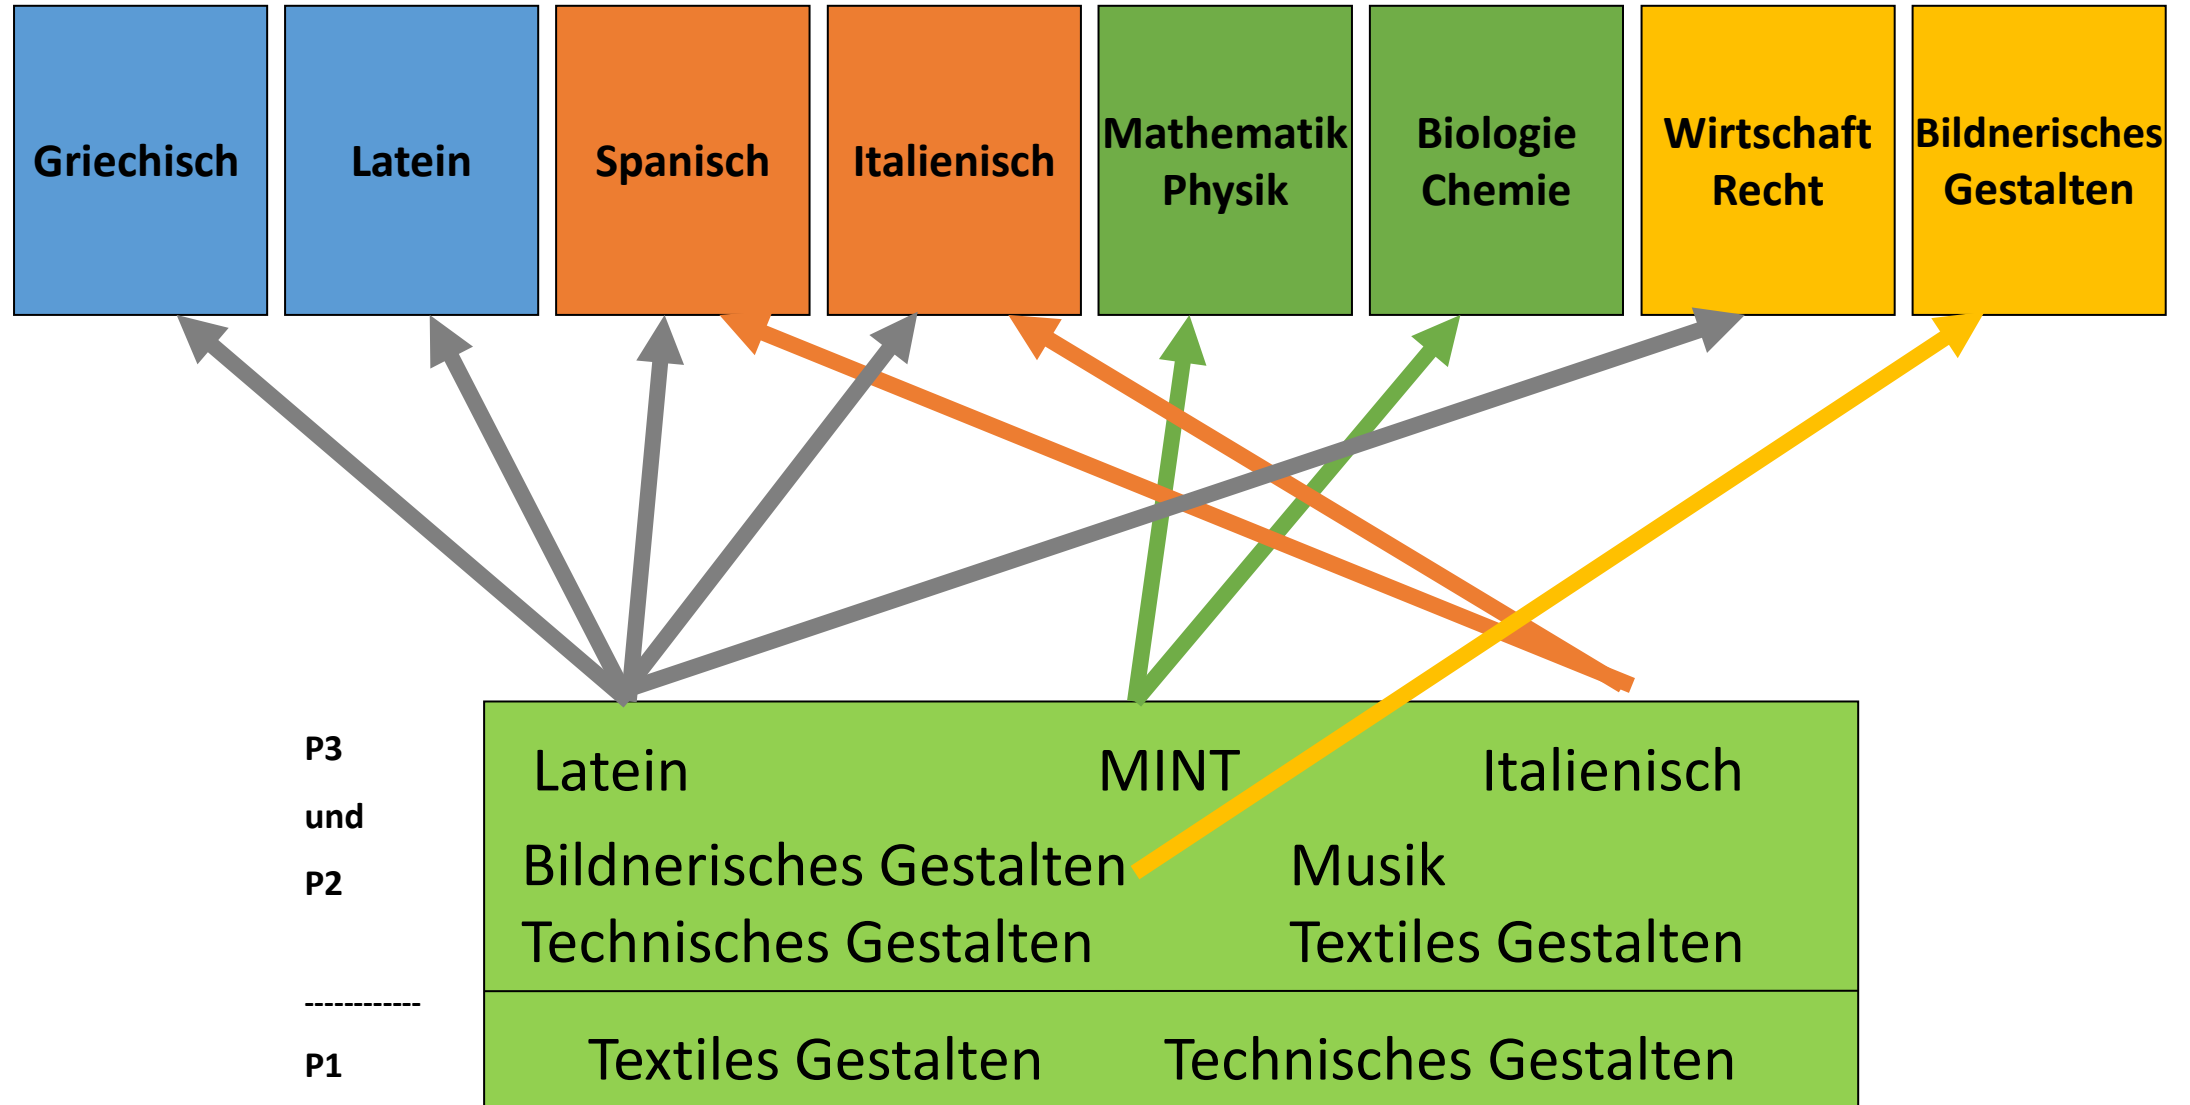 Griechisch
Latein
Spanisch
Italienisch
Mathematik
Physik
Biologie
Chemie
Wirtschaft
Recht
Bildnerisches
Gestalten
P3
und
P2
------------
P1
Latein MINT Italienisch
Bildnerisches Gestalten Musik
Technisches Gestalten Textiles Gestalten
Textiles Gestalten Technisches Gestalten